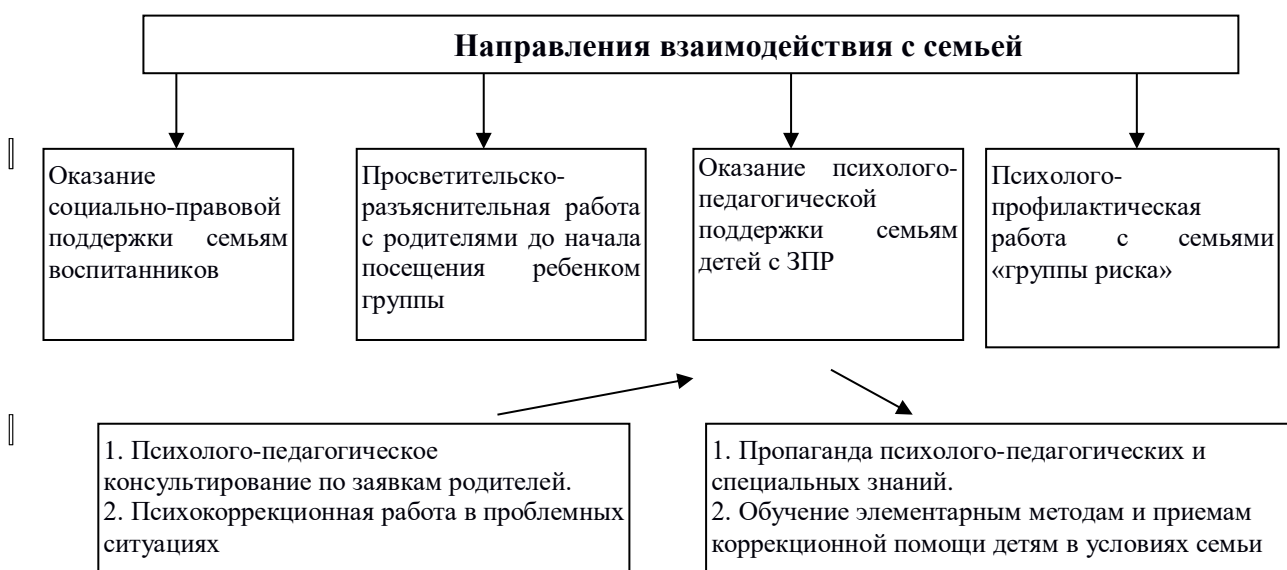 Направления взаимодействия с семьей
Оказание
социально-правовой
поддержки семьям
воспитанников
Просветительско-
разъяснительная работа
с родителями до начала
посещения ребенком
группы
Оказание психолого-
педагогической
поддержки семьям
детей с ЗПР
Психолого-
профилактическая
работа с семьями
«группы риска»
1. Психолого-педагогическое
консультирование по заявкам родителей.
2. Психокоррекционная работа в проблемных
ситуациях
1. Пропаганда психолого-педагогических и
специальных знаний.
2. Обучение элементарным методам и приемам
коррекционной помощи детям в условиях семьи